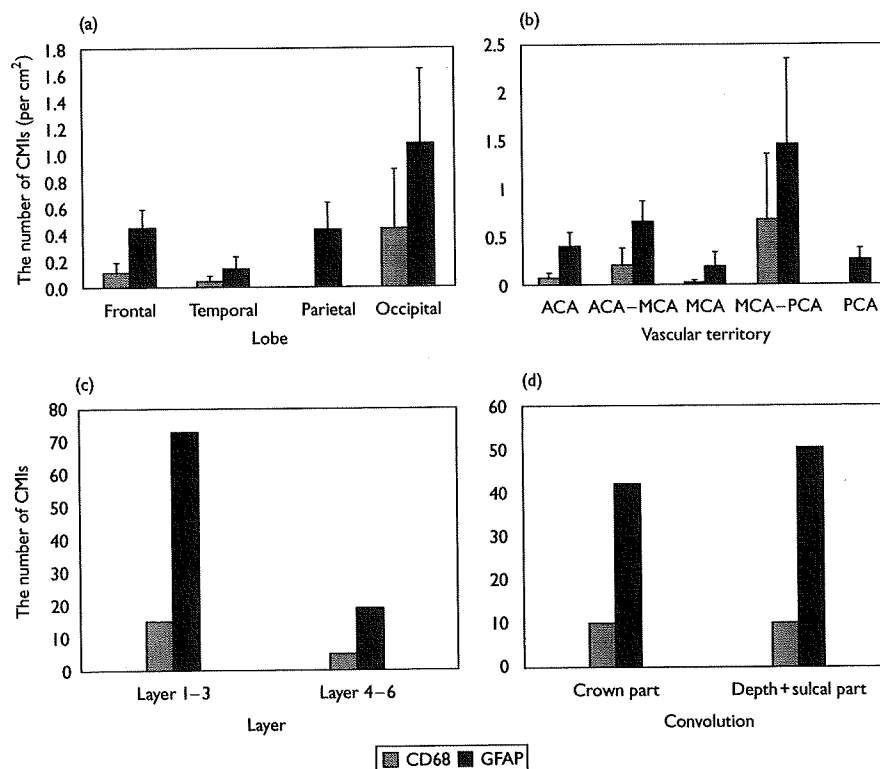 (a)
The number of CMIs (per cm²)
1.8
1.6
1.4
1.2
1.0
0.8
0.6
0.4
0.2
0.0
Frontal Temporal Parietal Occipital
Lobe
(b)
2.5
2
1.5
1
0.5
0
ACA ACA–MCA MCA MCA–PCA PCA
Vascular territory
(c)
The number of CMIs
80
70
60
50
40
30
20
10
0
Layer 1–3 Layer 4–6
Layer
(d)
60
50
40
30
20
10
0
Crown part Depth+sulcal part
Convolution
CD68 GFAP